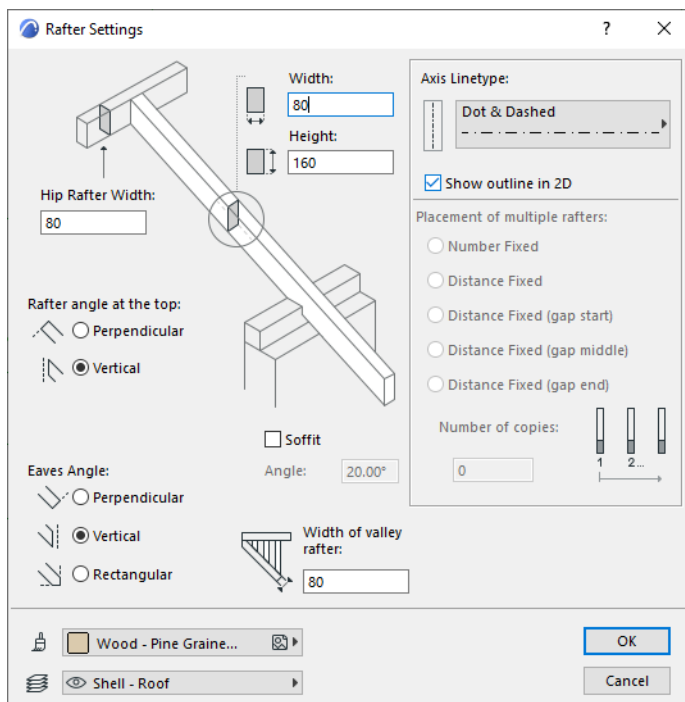 Rafter Settings
?
Width:
80
Height:
160
Hip Rafter Width:
80
Rafter angle at the top:
Perpendicular
Vertical
Soffit
Angle:
20.00°
Eaves Angle:
Perpendicular
Vertical
Rectangular
Width of valley
rafter:
80
Axis Linetype:
Dot & Dashed
Show outline in 2D
Placement of multiple rafters:
Number Fixed
Distance Fixed
Distance Fixed (gap start)
Distance Fixed (gap middle)
Distance Fixed (gap end)
Number of copies:
0
1 2...
Wood - Pine Graine...
Shell - Roof
OK
Cancel